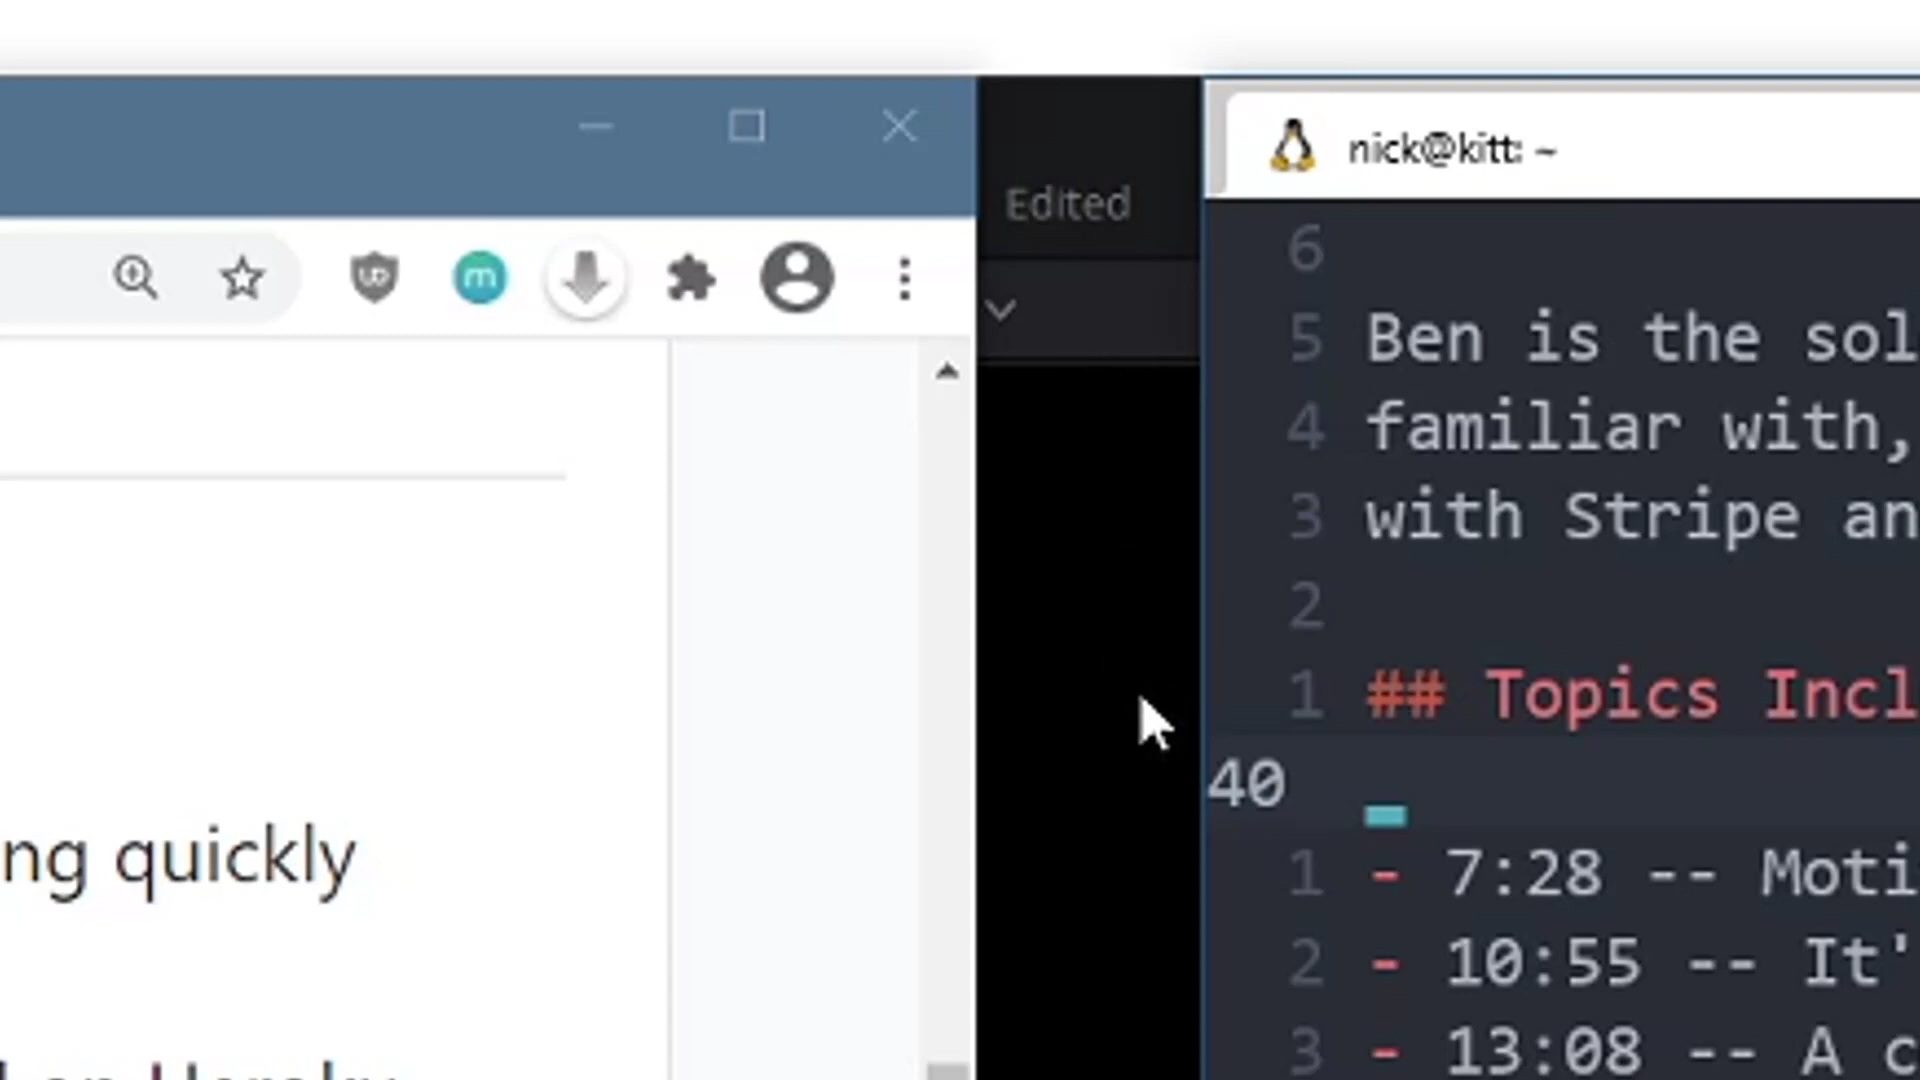 nick@kitt: ~
Edited
6
5 Ben is the sol
4 familiar with,
3 with Stripe an
2
1 ## Topics Incl
40
1 - 7:28 -- Moti
2 - 10:55 -- It'
3 - 13:08 -- A c
ng quickly